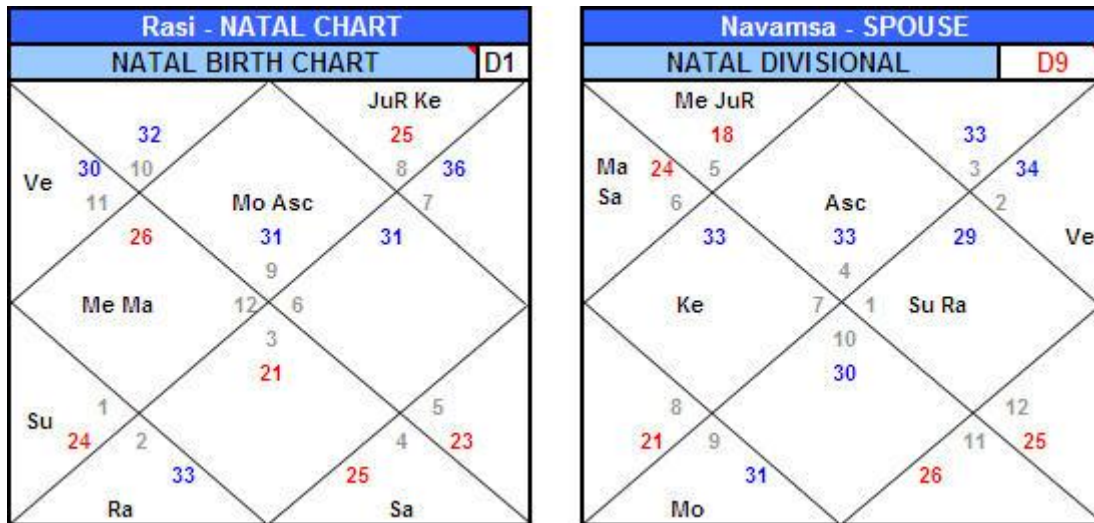 Rasi - NATAL CHART
NATAL BIRTH CHART D1
JuR Ke
32 25
30 10 8 36
Ve
11 7
Mo Asc
26 31 31
9
Me Ma 12 6
3
21
1 5
Su
24 2 4 23
33 25
Ra Sa
Navamsa - SPOUSE
NATAL DIVISIONAL D9
Me JuR
18 33
Ma 24 5 3 34
Sa 6 Asc 2
33 33 29 Ve
4
Ke 7 1 Su Ra
10
30
8 12
21 9 11 25
31 26
Mo